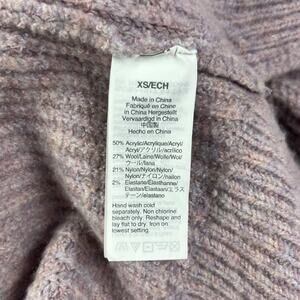 XS/ECH
Made in China
Fabriqué en Chine
in China Hergestellt
Vervaardigd in China
中国製
Hecho en China
50% Acrylic/Acrylique/Acryl/
Acryl/アクリル/acrílico
27% Wool/Laine/Wolle/Wol/
ウール/lana
21% Nylon/Nylon/Nylon/
Nylon/ナイロン/nailon
2% Elastane/Élasthanne/
Elastan/Elastaan/エラス
テーン/elastano
Hand wash cold
separately. Non chlorine
bleach only. Reshape and
lay flat to dry. Iron on
lowest setting.